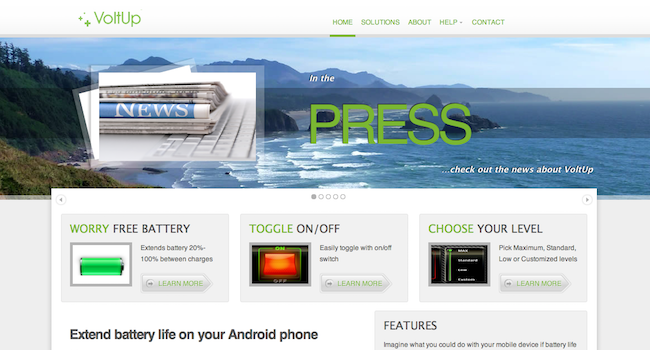 VoltUp
HOME SOLUTIONS ABOUT HELP CONTACT
In the
PRESS
NEWS
...check out the news about VoltUp
WORRY FREE BATTERY
Extends battery 20%-
100% between charges
LEARN MORE
TOGGLE ON/OFF
ON
OFF
Easily toggle with on/off
switch
LEARN MORE
CHOOSE YOUR LEVEL
MAX
Standard
Low
Custom
Pick Maximum, Standard,
Low or Customized levels
LEARN MORE
Extend battery life on your Android phone
FEATURES
Imagine what you could do with your mobile device if battery life